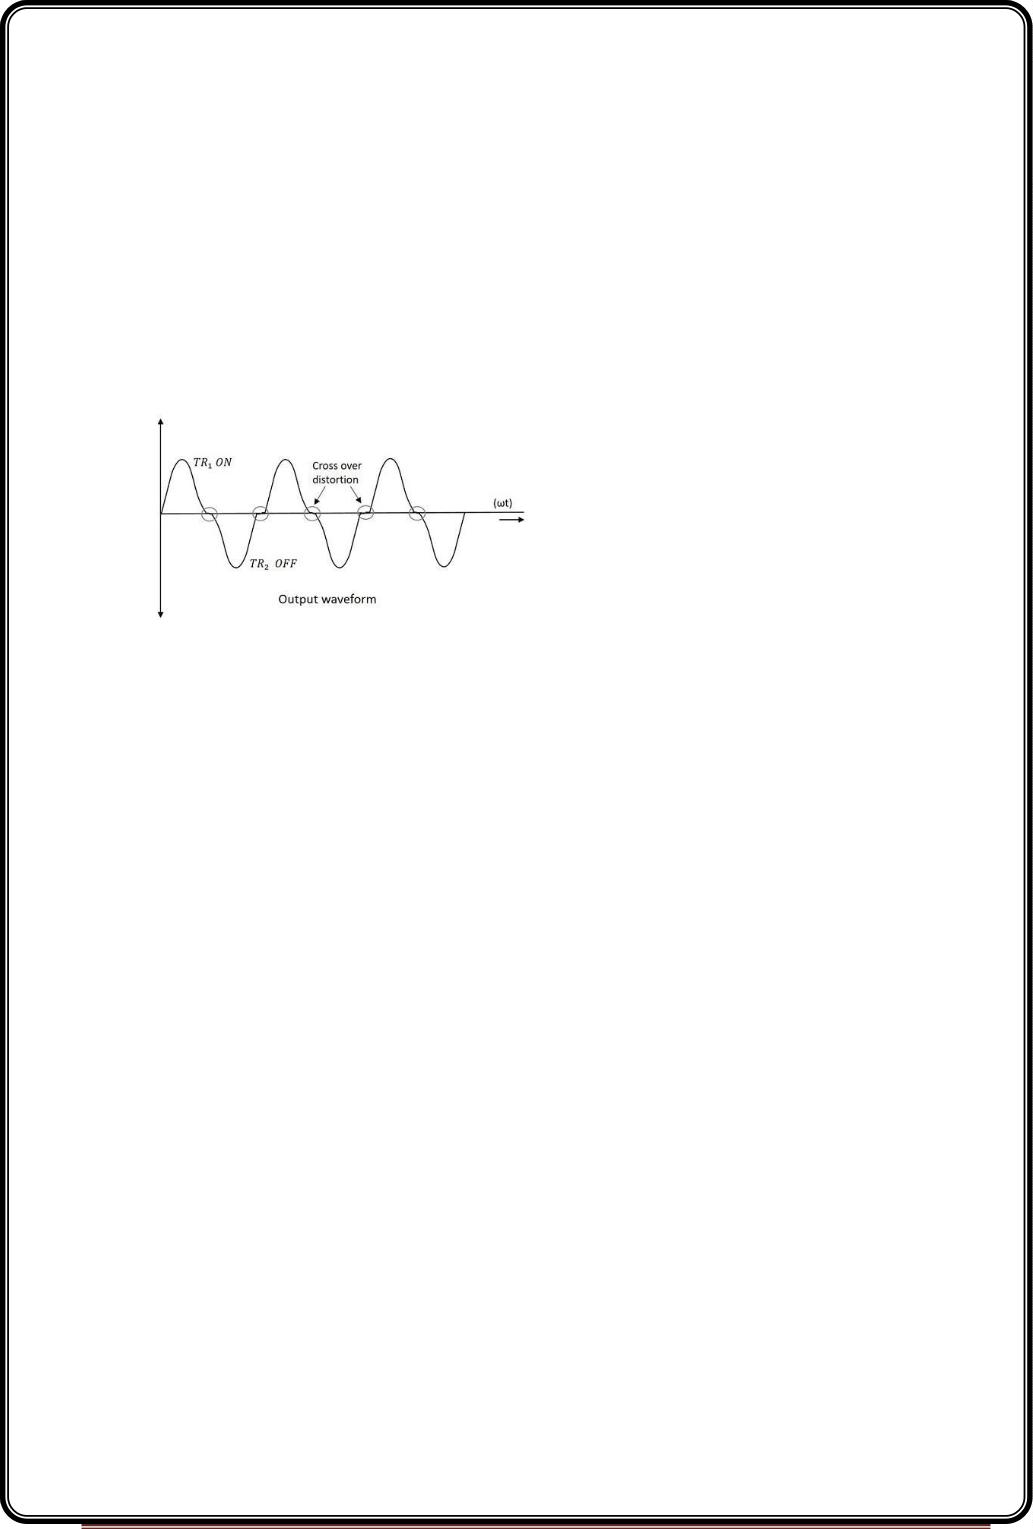 TR₁ ON
Cross over
distortion
(ωt)
TR₂ OFF
Output waveform